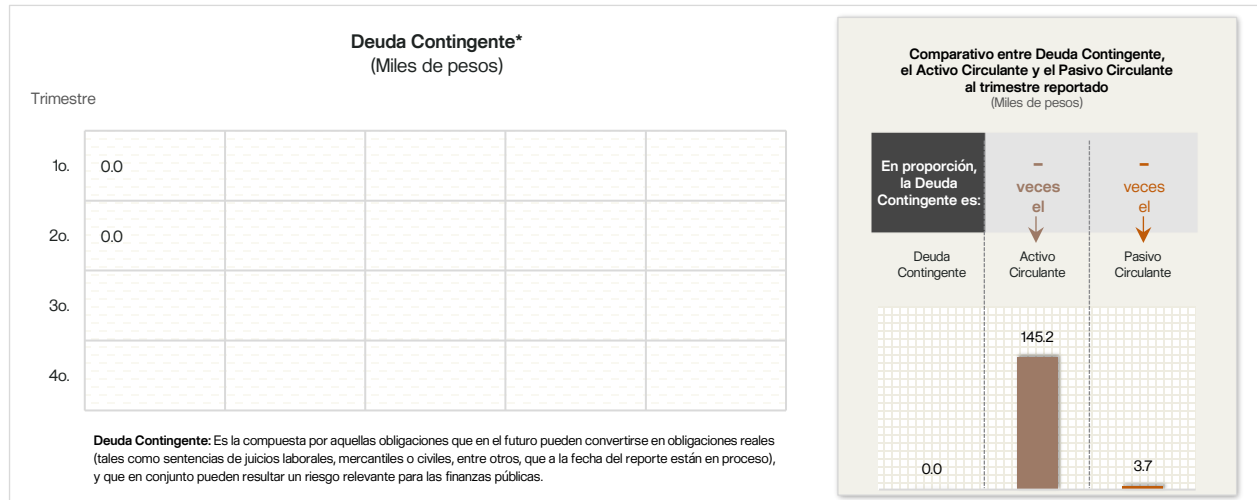 Deuda Contingente*
(Miles de pesos)
Trimestre
1o. 0.0
2o. 0.0
3o.
4o.
Deuda Contingente: Es la compuesta por aquellas obligaciones que en el futuro pueden convertirse en obligaciones reales
(tales como sentencias de juicios laborales, mercantiles o civiles, entre otros, que a la fecha del reporte están en proceso),
y que en conjunto pueden resultar un riesgo relevante para las finanzas públicas.
Comparativo entre Deuda Contingente,
el Activo Circulante y el Pasivo Circulante
al trimestre reportado
(Miles de pesos)
En proporción,
la Deuda
Contingente es:
–
veces
el
–
veces
el
Deuda
Contingente
Activo
Circulante
Pasivo
Circulante
0.0
145.2
3.7